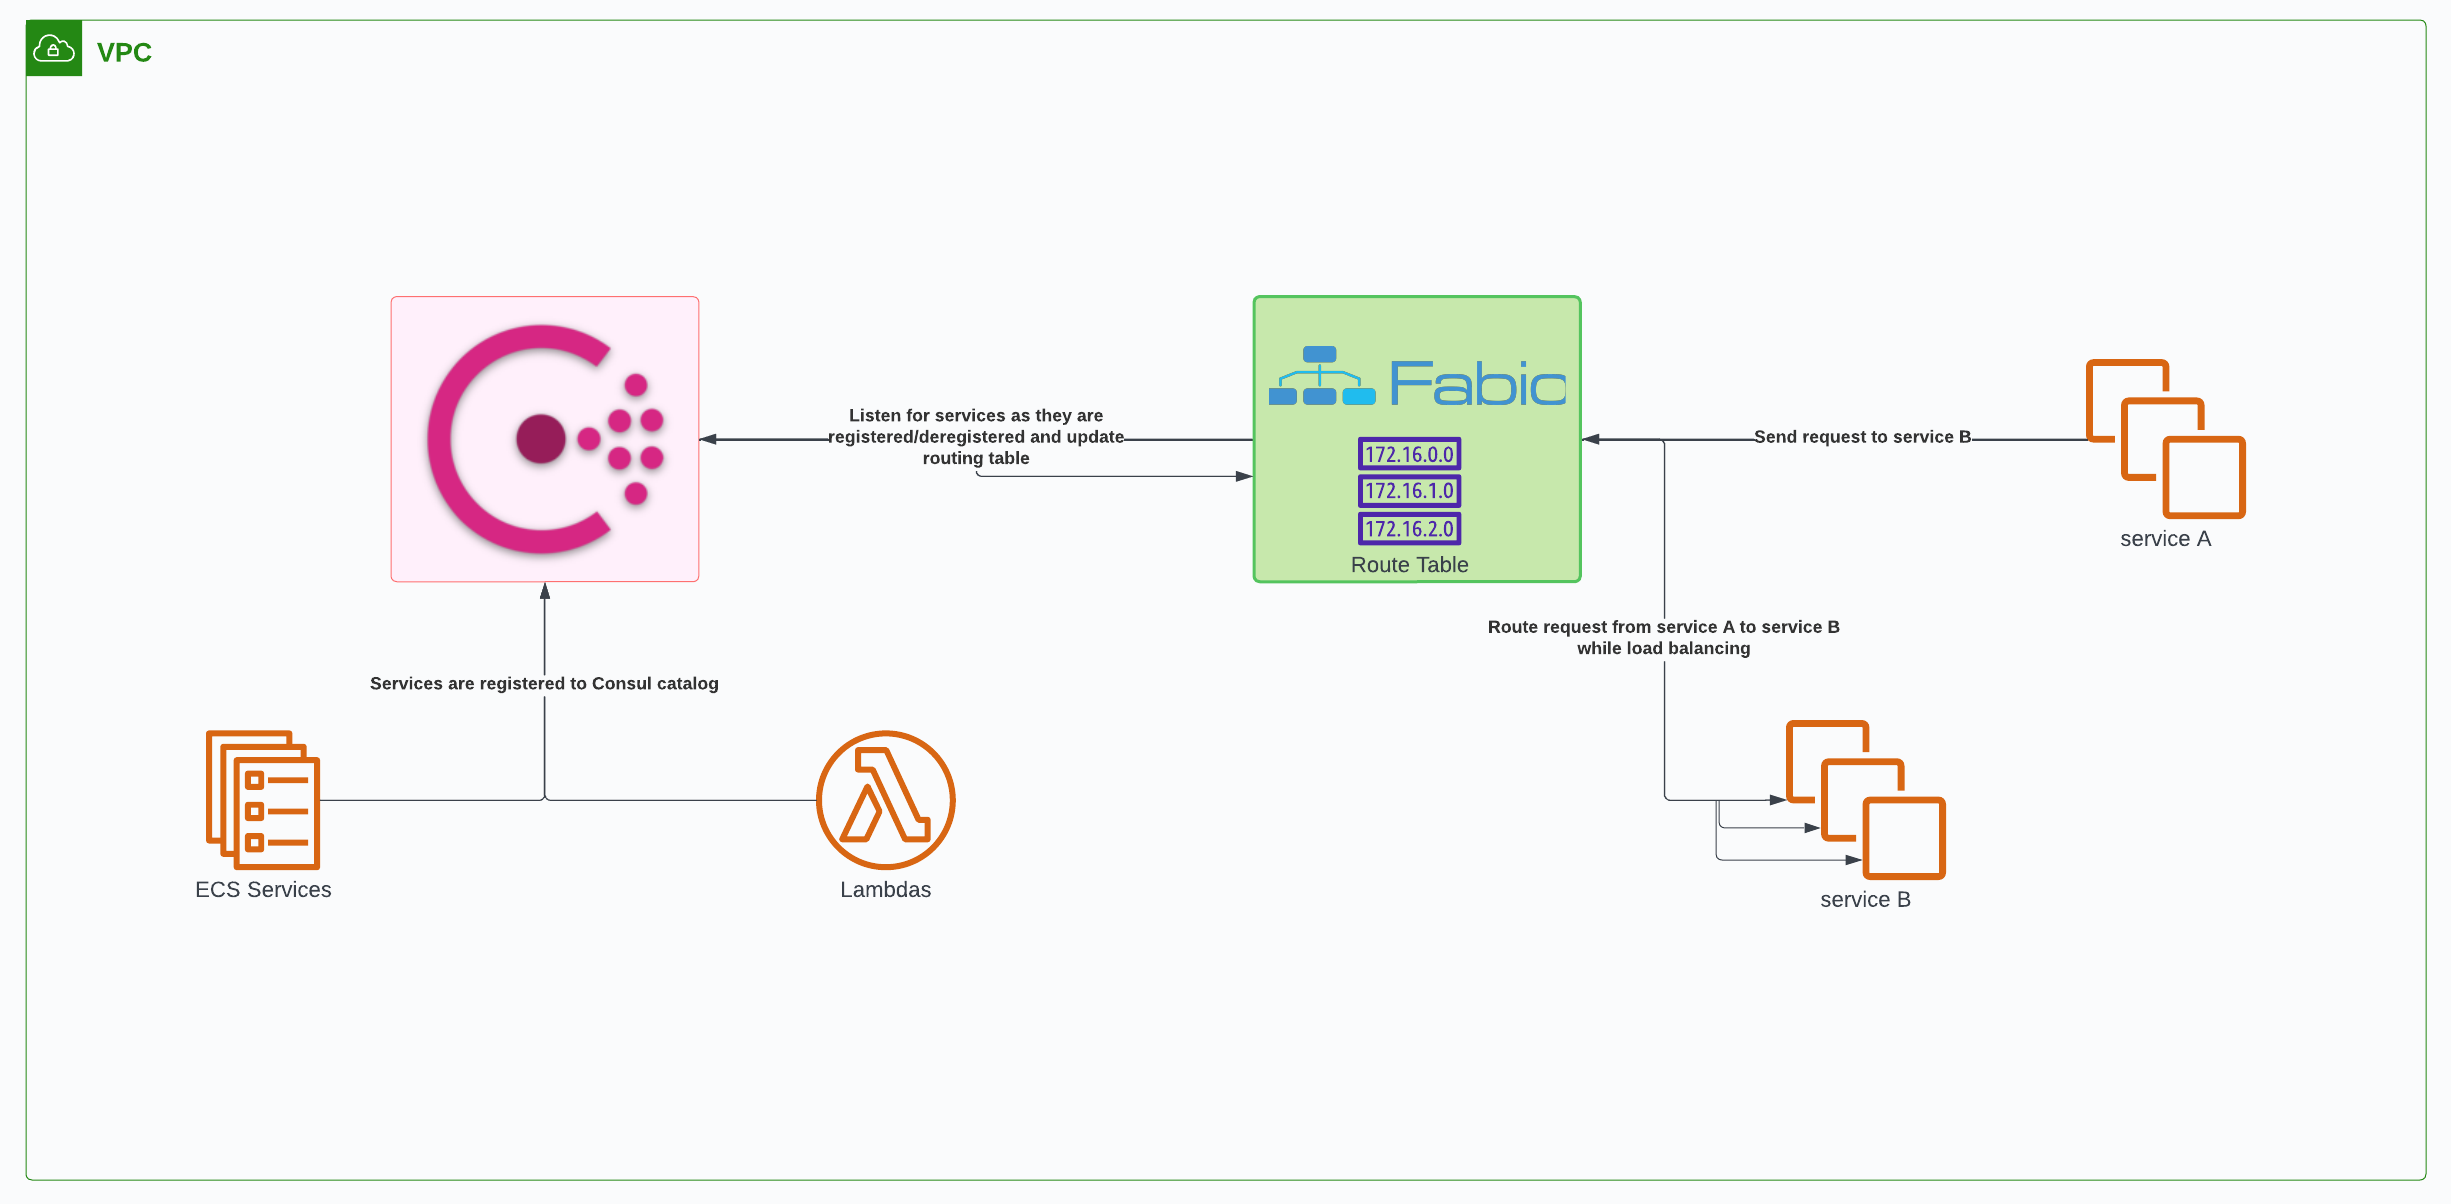 VPC
Fabio
Listen for services as they are
registered/deregistered and update
routing table
Send request to service B
172.16.0.0
172.16.1.0
172.16.2.0
Route Table
service A
Route request from service A to service B
while load balancing
Services are registered to Consul catalog
ECS Services
Lambdas
service B